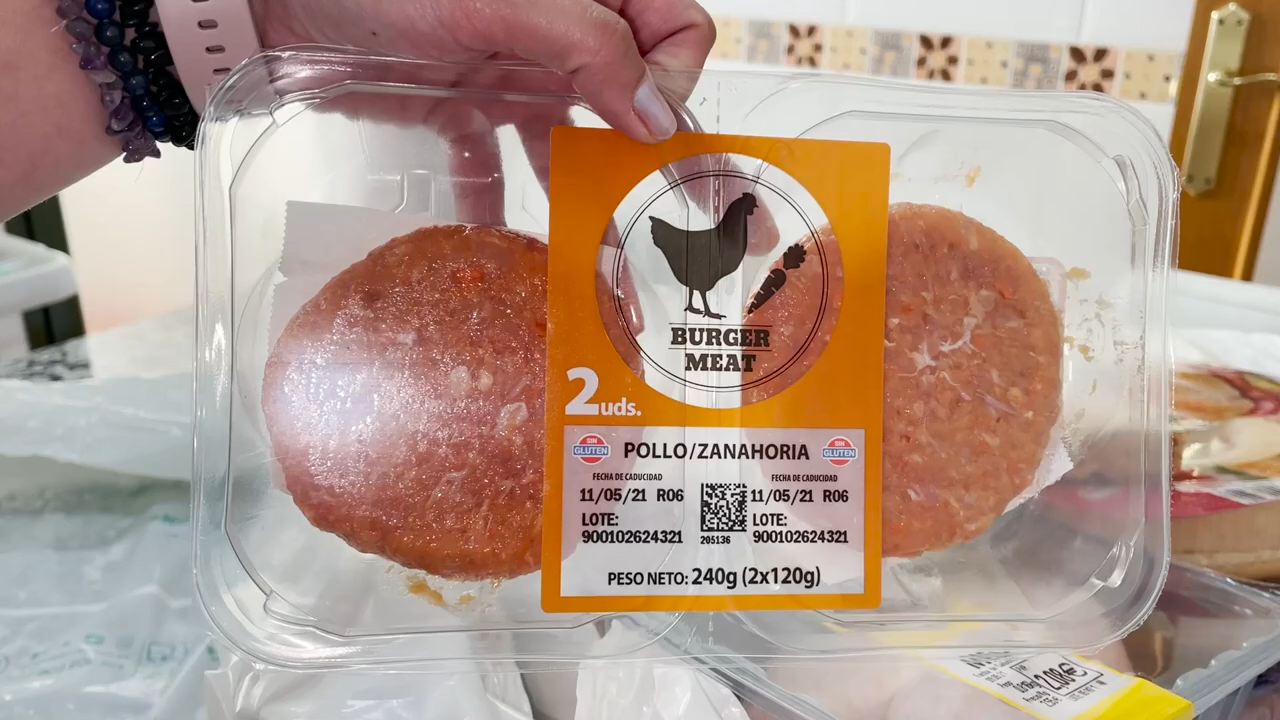 BURGER
MEAT
2uds.
SIN
GLUTEN
POLLO/ZANAHORIA
SIN
GLUTEN
FECHA DE CADUCIDAD
11/05/21 R06
LOTE:
900102624321
205136
FECHA DE CADUCIDAD
11/05/21 R06
LOTE:
900102624321
PESO NETO: 240g (2x120g)